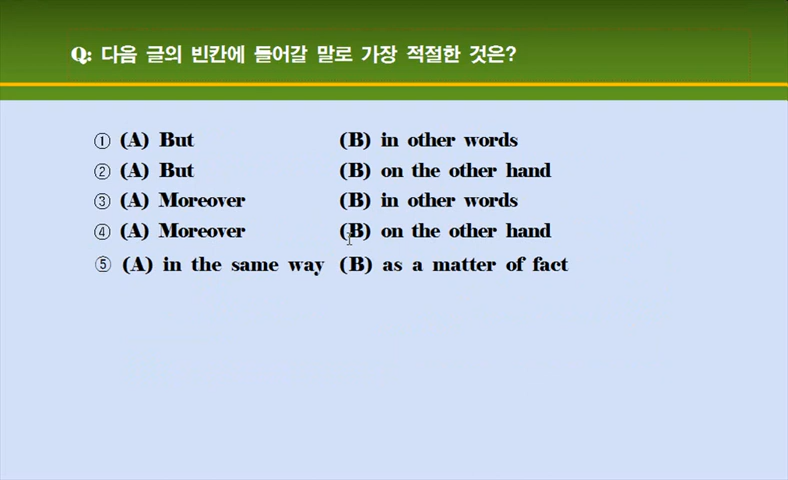 Q: 다음 글의 빈칸에 들어갈 말로 가장 적절한 것은?
① (A) But (B) in other words
② (A) But (B) on the other hand
③ (A) Moreover (B) in other words
④ (A) Moreover (B) on the other hand
⑤ (A) in the same way (B) as a matter of fact